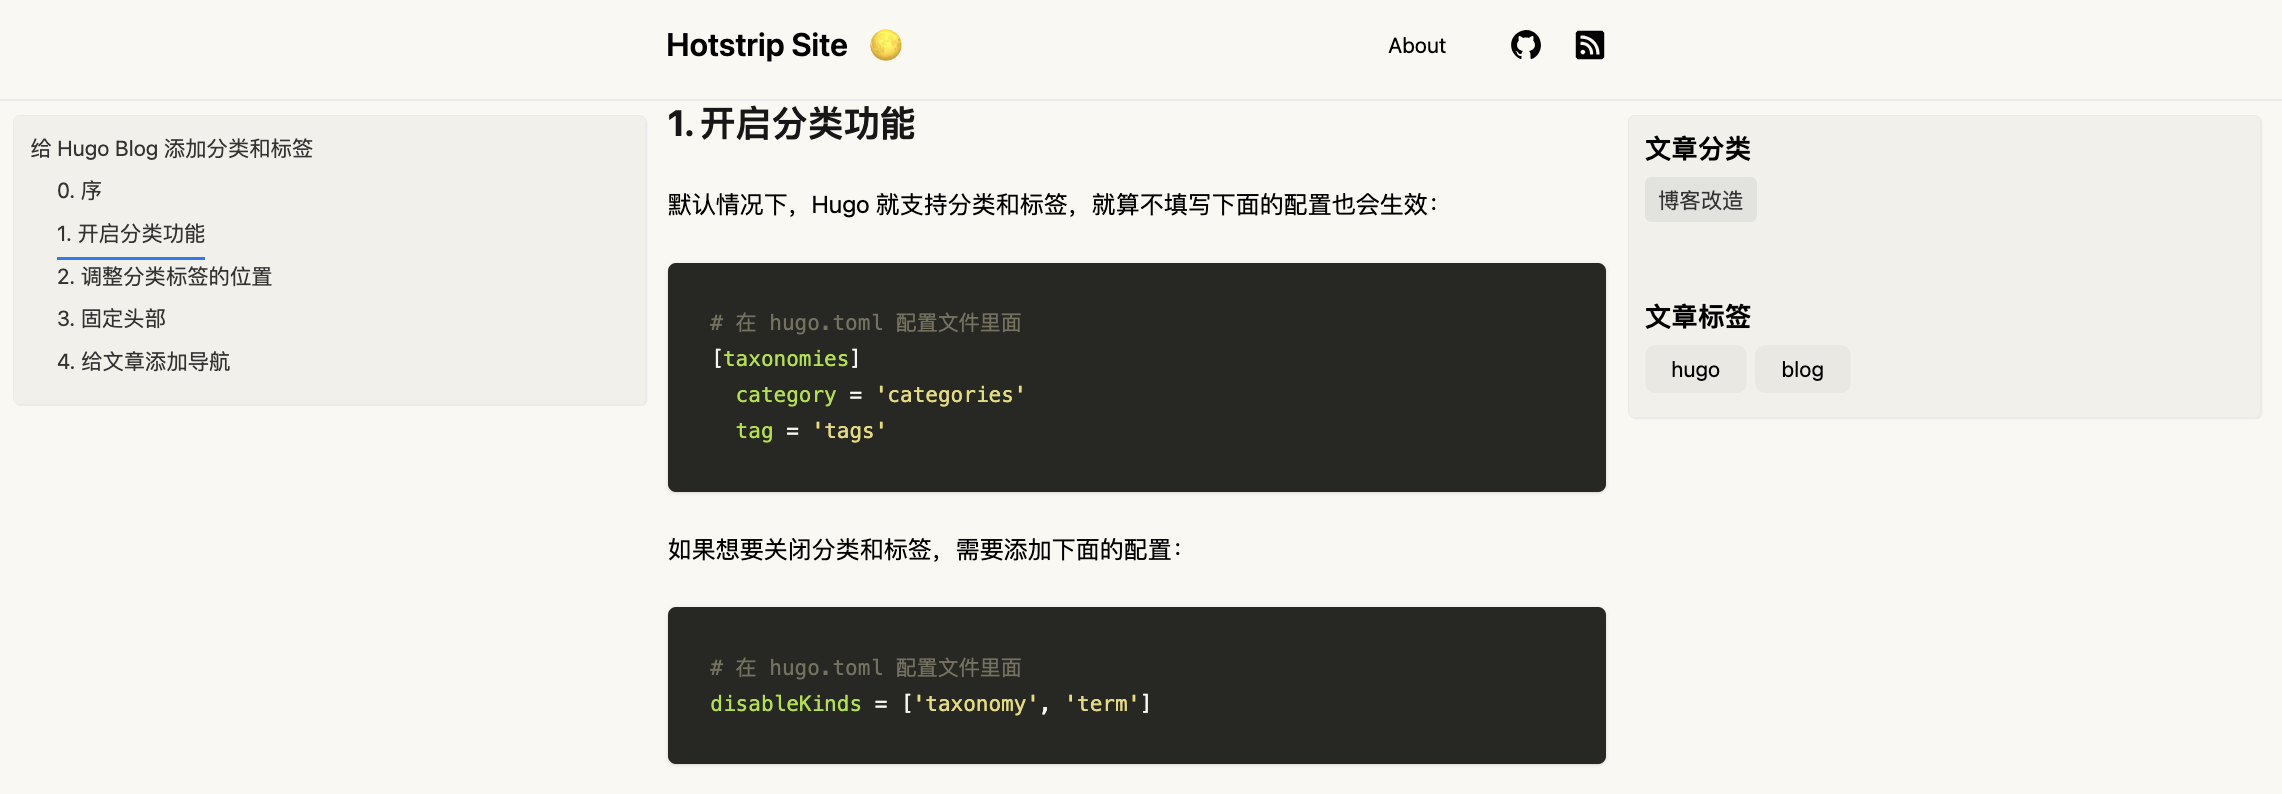 Hotstrip Site
About
给 Hugo Blog 添加分类和标签
0. 序
1. 开启分类功能
2. 调整分类标签的位置
3. 固定头部
4. 给文章添加导航
1. 开启分类功能
默认情况下，Hugo 就支持分类和标签，就算不填写下面的配置也会生效：
# 在 hugo.toml 配置文件里面
[taxonomies]
  category = 'categories'
  tag = 'tags'
如果想要关闭分类和标签，需要添加下面的配置：
# 在 hugo.toml 配置文件里面
disableKinds = ['taxonomy', 'term']
文章分类
博客改造
文章标签
hugo blog